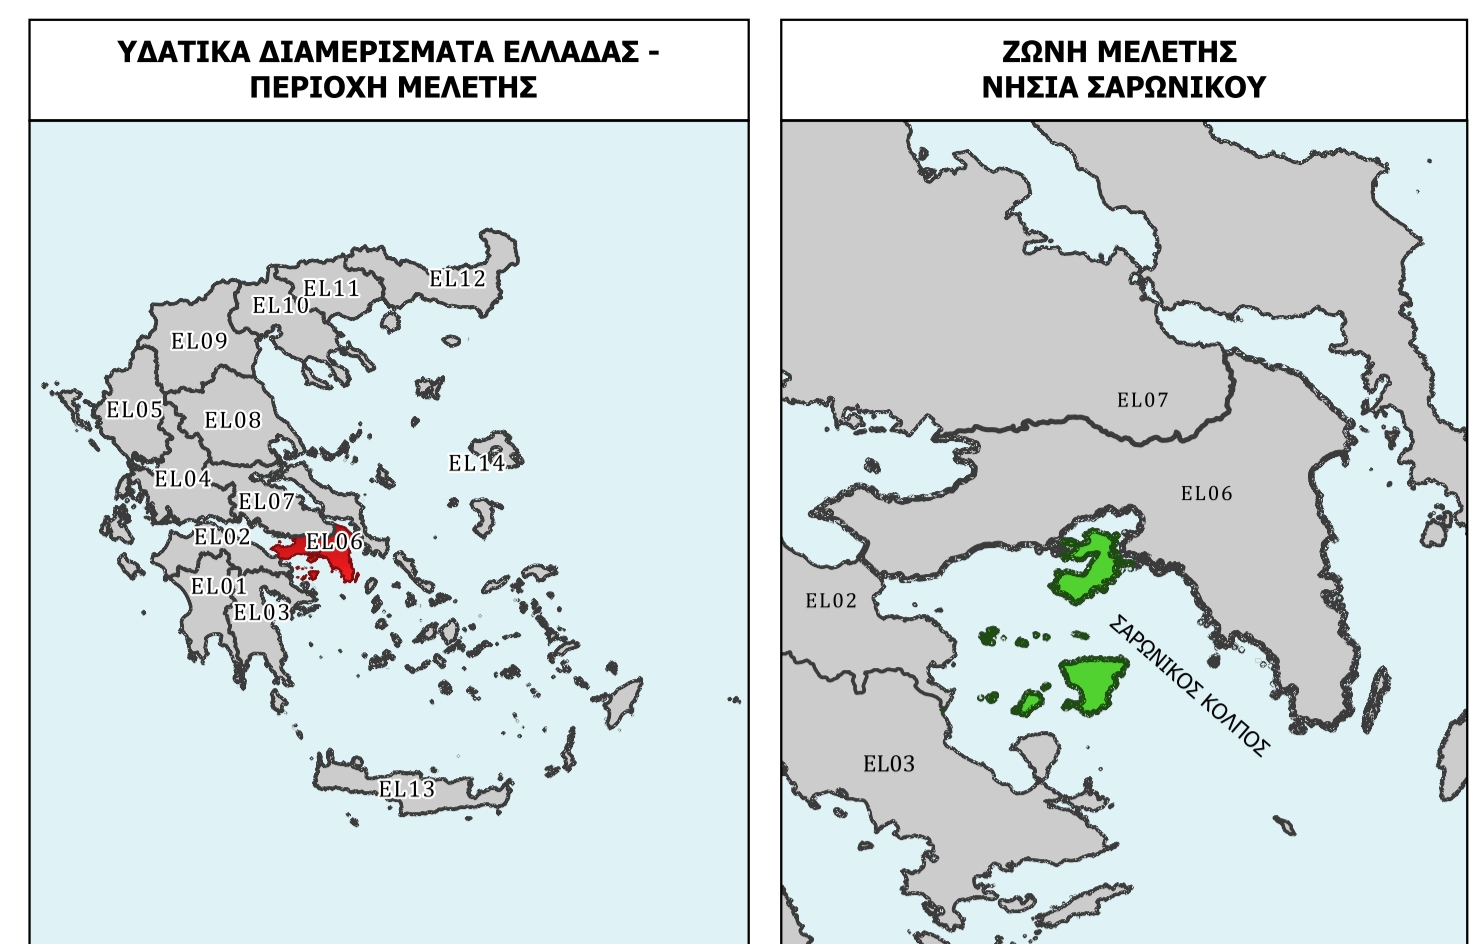 ΥΔΑΤΙΚΑ ΔΙΑΜΕΡΙΣΜΑΤΑ ΕΛΛΑΔΑΣ -
ΠΕΡΙΟΧΗ ΜΕΛΕΤΗΣ
EL12
EL11
EL10
EL09
EL05
EL08
EL14
EL04
EL07
EL02
EL06
EL01
EL03
EL13
ΖΩΝΗ ΜΕΛΕΤΗΣ
ΝΗΣΙΑ ΣΑΡΩΝΙΚΟΥ
EL07
EL06
EL02
ΣΑΡΩΝΙΚΟΣ ΚΟΛΠΟΣ
EL03